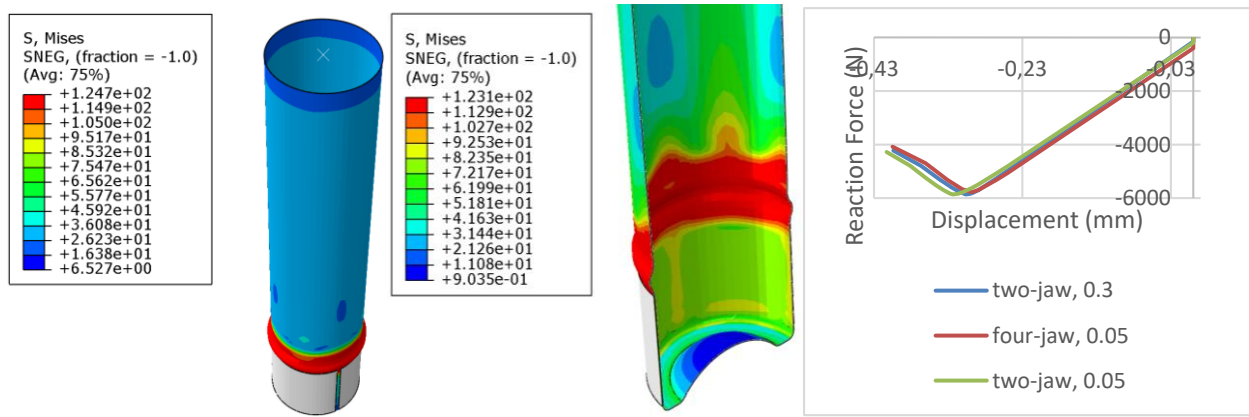 S, Mises
SNEG, (fraction = -1.0)
(Avg: 75%)
+1.247e+02
+1.149e+02
+1.050e+02
+9.517e+01
+8.532e+01
+7.547e+01
+6.562e+01
+5.577e+01
+4.592e+01
+3.608e+01
+2.623e+01
+1.638e+01
+6.527e+00
S, Mises
SNEG, (fraction = -1.0)
(Avg: 75%)
+1.231e+02
+1.129e+02
+1.027e+02
+9.253e+01
+8.235e+01
+7.217e+01
+6.199e+01
+5.181e+01
+4.163e+01
+3.144e+01
+2.126e+01
+1.108e+01
+9.035e-01
Reaction Force (N)
0
-0,43
-0,23
-0,03
-2000
-4000
-6000
Displacement (mm)
two-jaw, 0.3
four-jaw, 0.05
two-jaw, 0.05